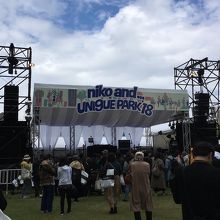 niko and...
UNIQUE PARK'18